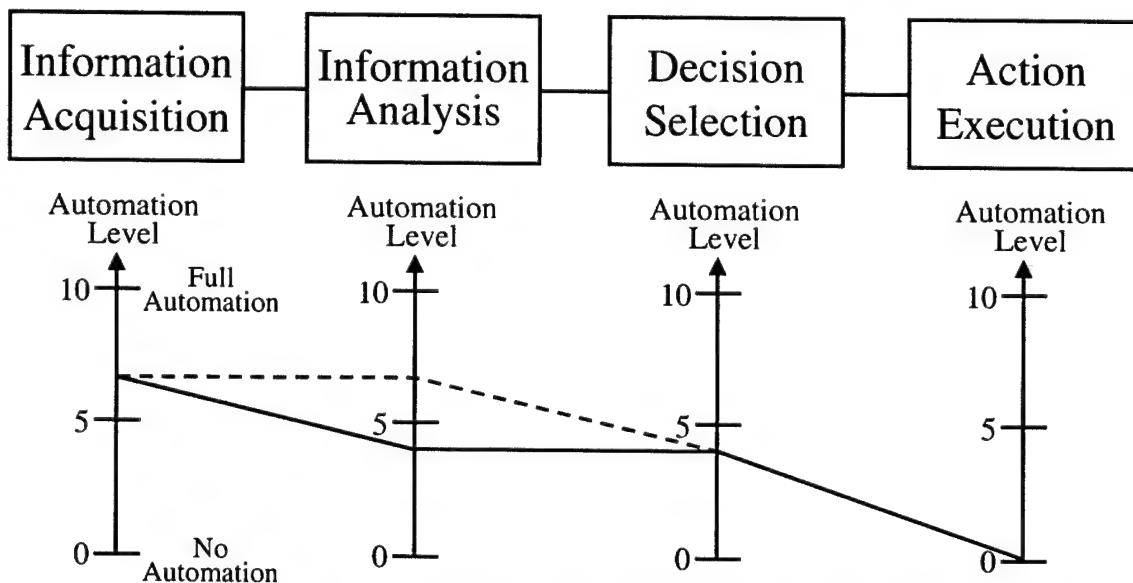 Information
Acquisition
Information
Analysis
Decision
Selection
Action
Execution
Automation
Level
10
Full
Automation
5
0
No
Automation
Automation
Level
10
5
0
Automation
Level
10
5
0
Automation
Level
10
5
0